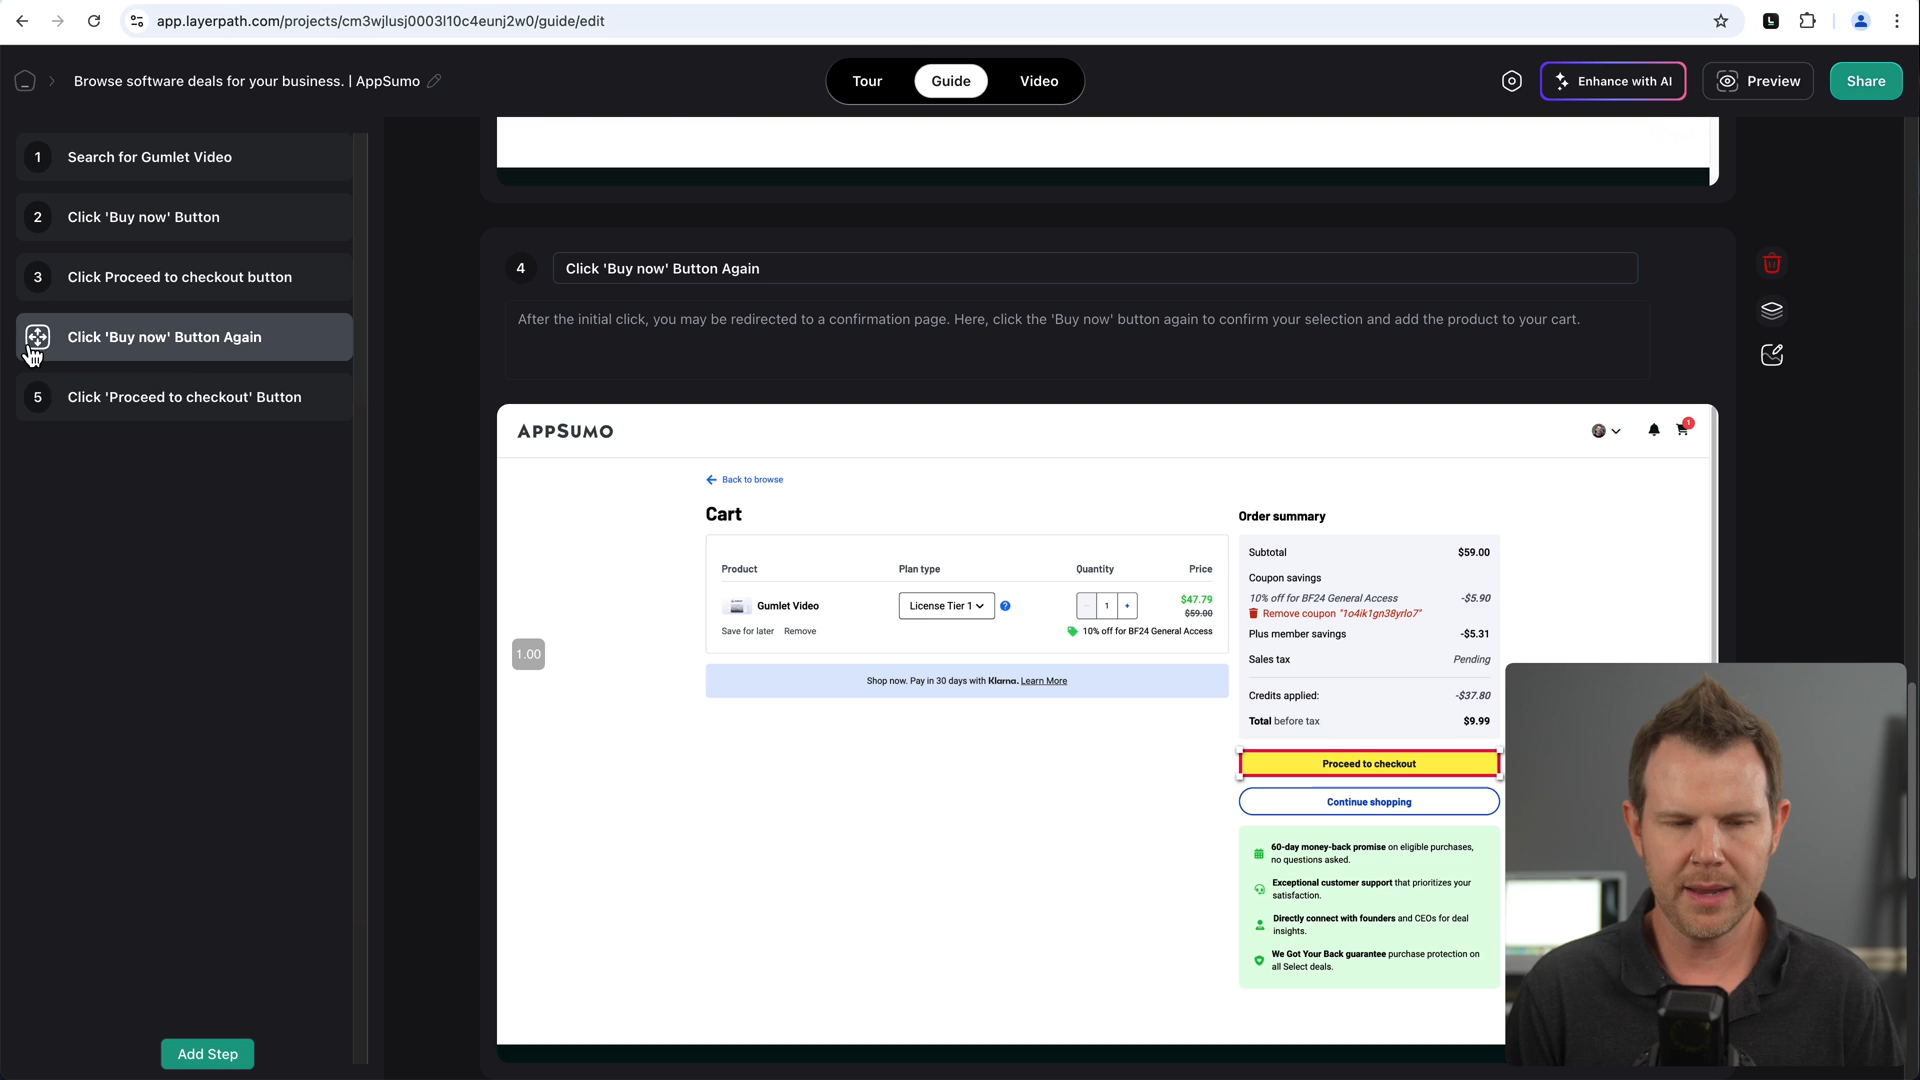 app.layerpath.com/projects/cm3wjlusj0003l10c4eunj2w0/guide/edit
Browse software deals for your business. | AppSumo
Tour
Guide
Video
Enhance with AI
Preview
Share
1 Search for Gumlet Video
2 Click 'Buy now' Button
3 Click Proceed to checkout button
Click 'Buy now' Button Again
5 Click 'Proceed to checkout' Button
Add Step
4 Click 'Buy now' Button Again
After the initial click, you may be redirected to a confirmation page. Here, click the 'Buy now' button again to confirm your selection and add the product to your cart.
APPSUMO
1
Back to browse
Cart
Product Plan type Quantity Price
Gumlet Video License Tier 1 ? - 1 + $47.79
$59.00
Save for later Remove 10% off for BF24 General Access
Shop now. Pay in 30 days with Klarna. Learn More
1.00
Order summary
Subtotal $59.00
Coupon savings
10% off for BF24 General Access -$5.90
Remove coupon "1o4ik1gn38yrlo7"
Plus member savings -$5.31
Sales tax Pending
Credits applied: -$37.80
Total before tax $9.99
Proceed to checkout
Continue shopping
60-day money-back promise on eligible purchases,
no questions asked.
Exceptional customer support that prioritizes your
satisfaction.
Directly connect with founders and CEOs for deal
insights.
We Got Your Back guarantee purchase protection on
all Select deals.